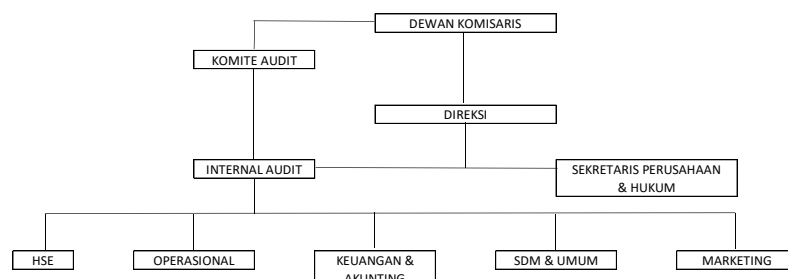 DEWAN KOMISARIS
KOMITE AUDIT
DIREKSI
INTERNAL AUDIT
SEKRETARIS PERUSAHAAN
& HUKUM
HSE
OPERASIONAL
KEUANGAN &
AKUNTING
SDM & UMUM
MARKETING